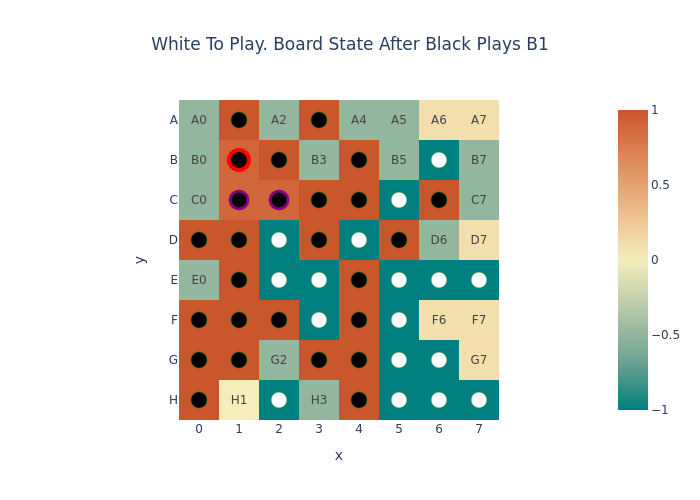 White To Play. Board State After Black Plays B1
A A0 A2 A4 A5 A6 A7
B B0 B3 B5 B7
C C0 C7
D D6 D7
E E0
F F6 F7
G G2 G7
H H1 H3
0 1 2 3 4 5 6 7
x
y
1
0.5
0
−0.5
−1